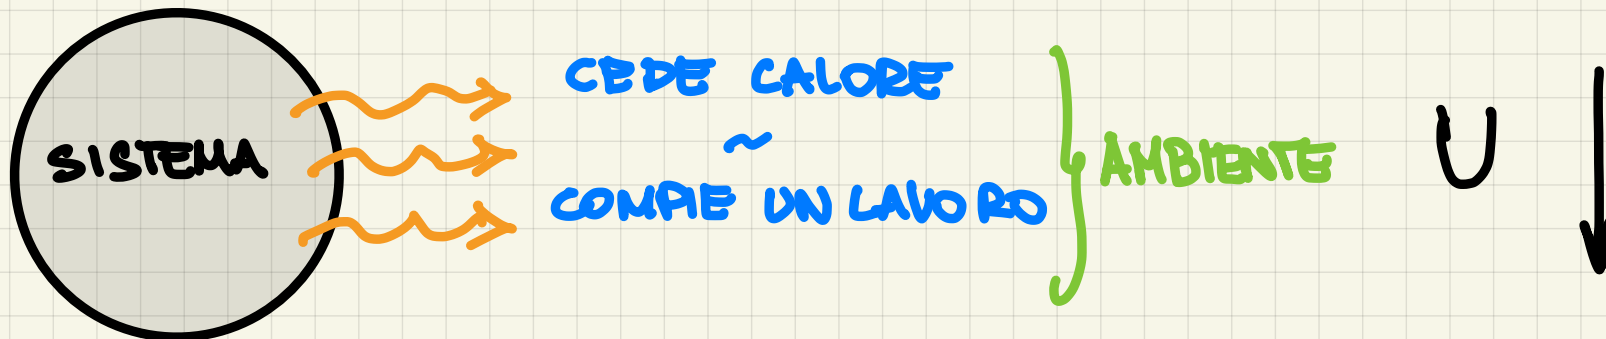 SISTEMA
CEDE CALORE
~
COMPIE UN LAVORO
AMBIENTE
U